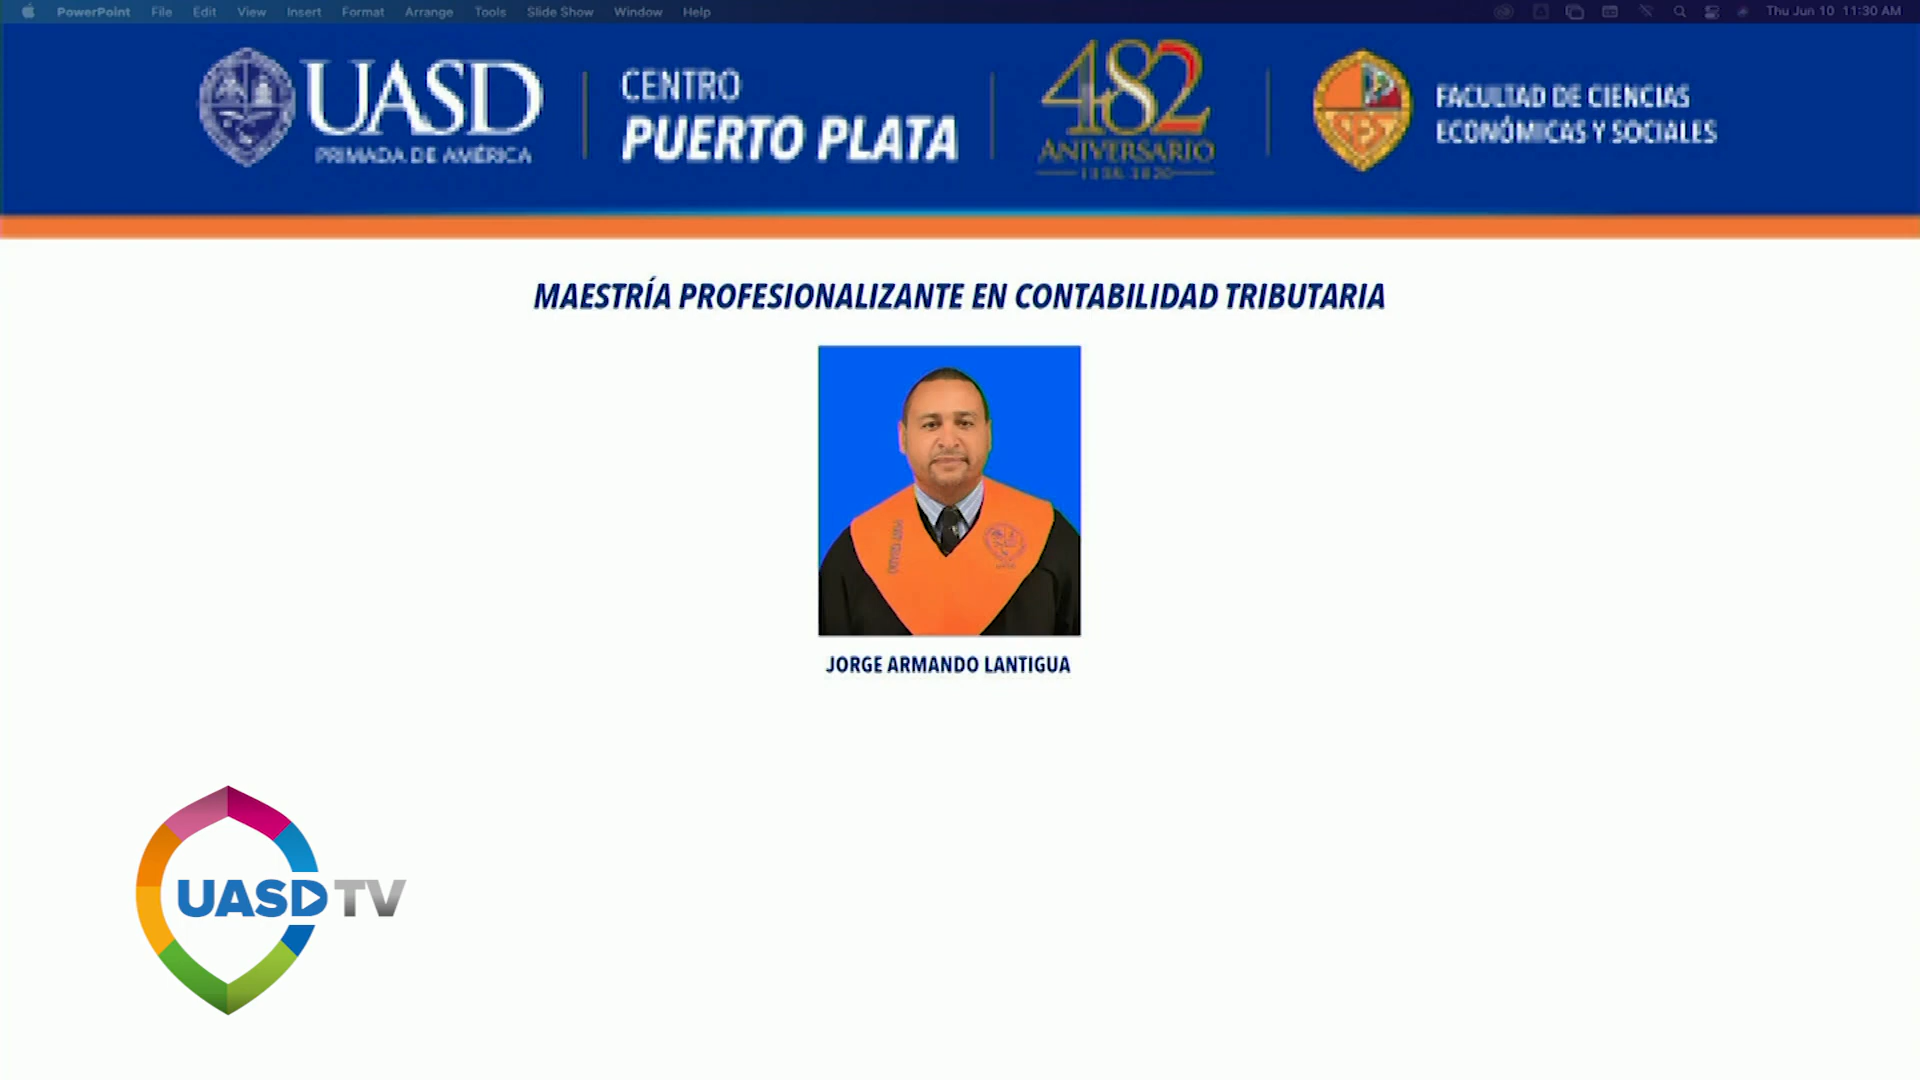 PowerPoint File Edit View Insert Format Arrange Tools Slide Show Window Help Thu Jun 10 11:30 AM
UASD
PRIMADA DE AMÉRICA
CENTRO
PUERTO PLATA
482
ANIVERSARIO
FACULTAD DE CIENCIAS
ECONÓMICAS Y SOCIALES
MAESTRÍA PROFESIONALIZANTE EN CONTABILIDAD TRIBUTARIA
JORGE ARMANDO LANTIGUA
UASDTV